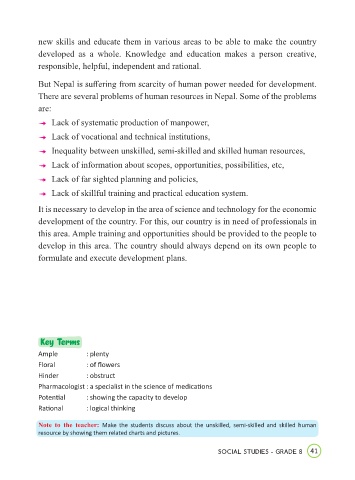 new skills and educate them in various areas to be able to make the country
developed as a whole. Knowledge and education makes a person creative,
responsible, helpful, independent and rational.
But Nepal is suffering from scarcity of human power needed for development.
There are several problems of human resources in Nepal. Some of the problems
are:
Lack of systematic production of manpower,
Lack of vocational and technical institutions,
Inequality between unskilled, semi-skilled and skilled human resources,
Lack of information about scopes, opportunities, possibilities, etc,
Lack of far sighted planning and policies,
Lack of skillful training and practical education system.
It is necessary to develop in the area of science and technology for the economic
development of the country. For this, our country is in need of professionals in
this area. Ample training and opportunities should be provided to the people to
develop in this area. The country should always depend on its own people to
formulate and execute development plans.
Key Terms
Ample : plenty
Floral : of flowers
Hinder : obstruct
Pharmacologist : a specialist in the science of medications
Potential : showing the capacity to develop
Rational : logical thinking
Note to the teacher: Make the students discuss about the unskilled, semi-skilled and skilled human
resource by showing them related charts and pictures.
SOCIAL STUDIES - GRADE 8 41